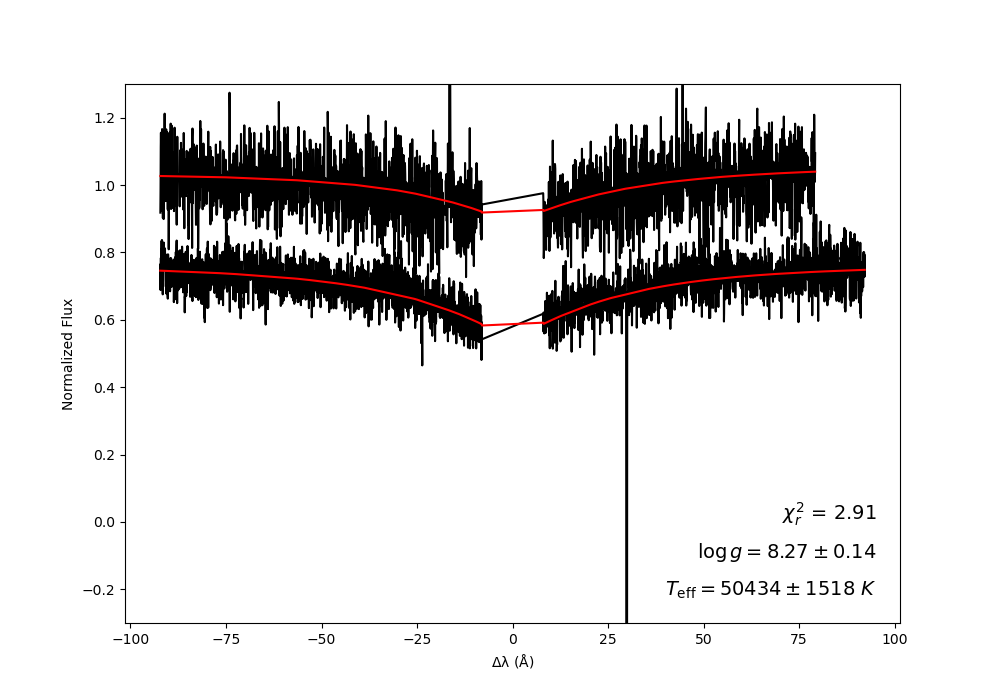 1.2
1.0
0.8
0.6
0.4
0.2
0.0
−0.2
Normalized Flux
χ²ᵣ = 2.91
log g = 8.27 ± 0.14
T_eff = 50434 ± 1518 K
−100 −75 −50 −25 0 25 50 75 100
Δλ (Å)